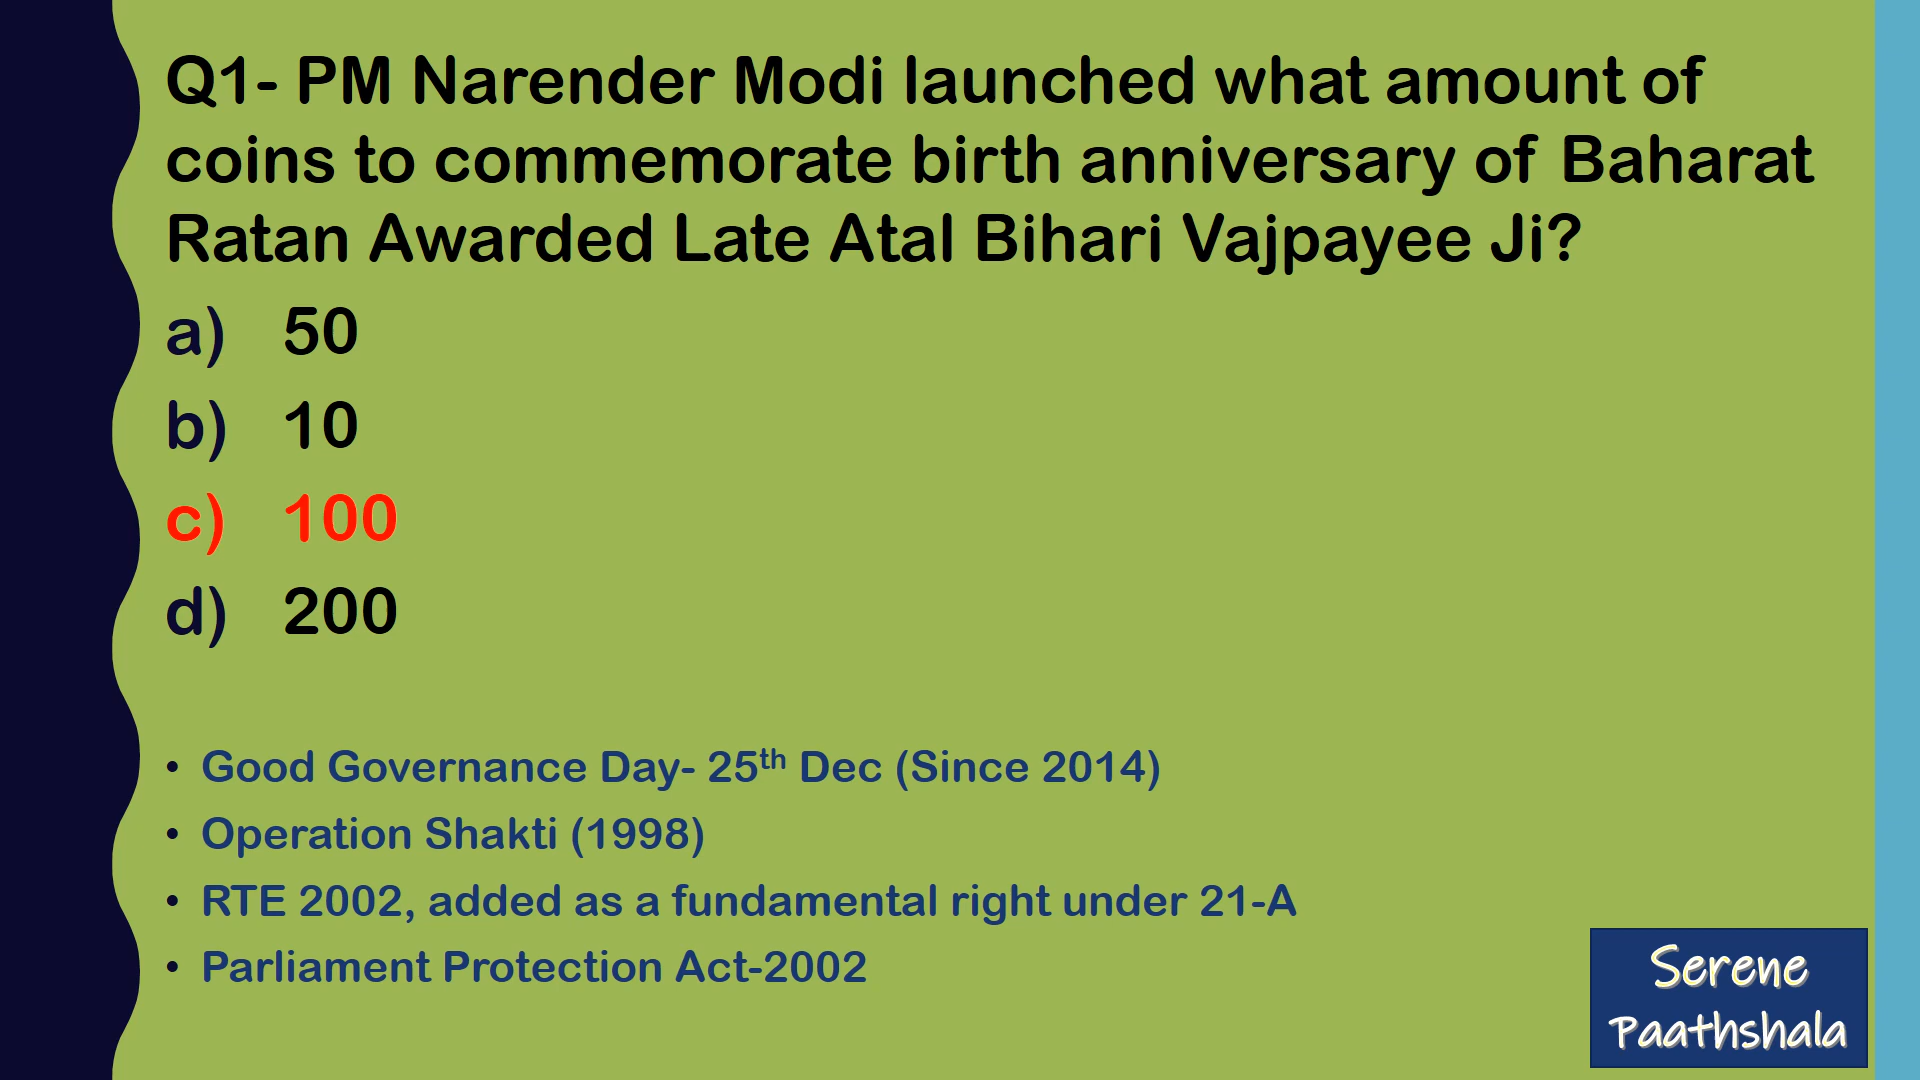 Q1- PM Narender Modi launched what amount of
coins to commemorate birth anniversary of Baharat
Ratan Awarded Late Atal Bihari Vajpayee Ji?
a) 50
b) 10
c) 100
d) 200
• Good Governance Day- 25th Dec (Since 2014)
• Operation Shakti (1998)
• RTE 2002, added as a fundamental right under 21-A
• Parliament Protection Act-2002
Serene
Paathshala